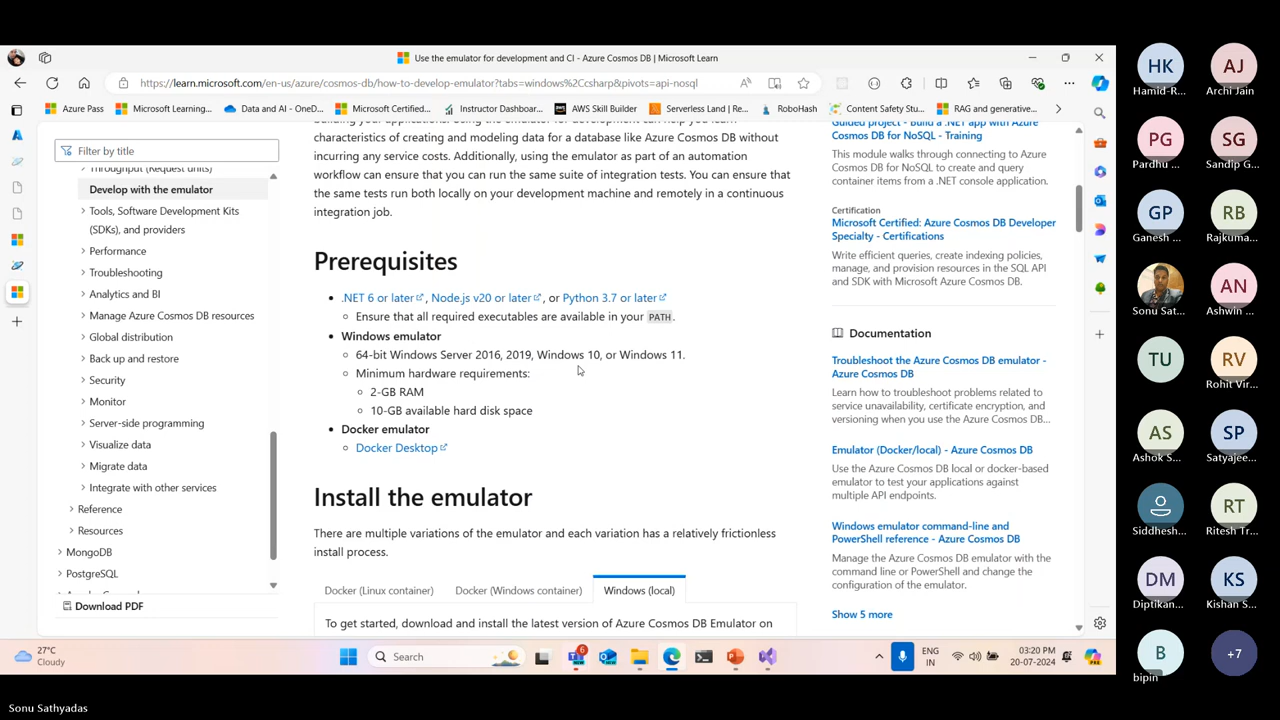 Use the emulator for development and CI - Azure Cosmos DB | Microsoft Learn
https://learn.microsoft.com/en-us/azure/cosmos-db/how-to-develop-emulator?tabs=windows%2Ccsharp&pivots=api-nosql
Azure Pass
Microsoft Learning...
Data and AI - OneD...
Microsoft Certified...
Instructor Dashboar...
AWS Skill Builder
Serverless Land | Re...
RoboHash
Content Safety Stu...
RAG and generative...
Filter by title
Throughput (Request units)
Develop with the emulator
Tools, Software Development Kits
(SDKs), and providers
Performance
Troubleshooting
Analytics and BI
Manage Azure Cosmos DB resources
Global distribution
Back up and restore
Security
Monitor
Server-side programming
Visualize data
Migrate data
Integrate with other services
Reference
Resources
MongoDB
PostgreSQL
Download PDF
building your applications. Using the emulator for development can help you learn
characteristics of creating and modeling data for a database like Azure Cosmos DB without
incurring any service costs. Additionally, using the emulator as part of an automation
workflow can ensure that you can run the same suite of integration tests. You can ensure that
the same tests run both locally on your development machine and remotely in a continuous
integration job.
Prerequisites
.NET 6 or later, Node.js v20 or later, or Python 3.7 or later
Ensure that all required executables are available in your PATH.
Windows emulator
64-bit Windows Server 2016, 2019, Windows 10, or Windows 11.
Minimum hardware requirements:
2-GB RAM
10-GB available hard disk space
Docker emulator
Docker Desktop
Install the emulator
There are multiple variations of the emulator and each variation has a relatively frictionless
install process.
Docker (Linux container)
Docker (Windows container)
Windows (local)
To get started, download and install the latest version of Azure Cosmos DB Emulator on
Guided project - Build a .NET app with Azure
Cosmos DB for NoSQL - Training
This module walks through connecting to Azure
Cosmos DB for NoSQL to create and query
container items from a .NET console application.
Certification
Microsoft Certified: Azure Cosmos DB Developer
Specialty - Certifications
Write efficient queries, create indexing policies,
manage, and provision resources in the SQL API
and SDK with Microsoft Azure Cosmos DB.
Documentation
Troubleshoot the Azure Cosmos DB emulator -
Azure Cosmos DB
Learn how to troubleshoot problems related to
service unavailability, certificate encryption, and
versioning when you use the Azure Cosmos DB...
Emulator (Docker/local) - Azure Cosmos DB
Use the Azure Cosmos DB local or docker-based
emulator to test your applications against
multiple API endpoints.
Windows emulator command-line and
PowerShell reference - Azure Cosmos DB
Manage the Azure Cosmos DB emulator with the
command line or PowerShell and change the
configuration of the emulator.
Show 5 more
27°C
Cloudy
Search
6
ENG
IN
03:20 PM
20-07-2024
HK
Hamid-R...
AJ
Archi Jain
PG
Pardhu ...
SG
Sandip G...
GP
Ganesh ...
RB
Rajkuma...
Sonu Sat...
AN
Ashwin ...
TU
RV
Rohit Vir...
AS
Ashok S...
SP
Satyajee...
Siddhesh...
RT
Ritesh Tr...
DM
Diptikan...
KS
Kishan S...
B
bipin
+7
Sonu Sathyadas